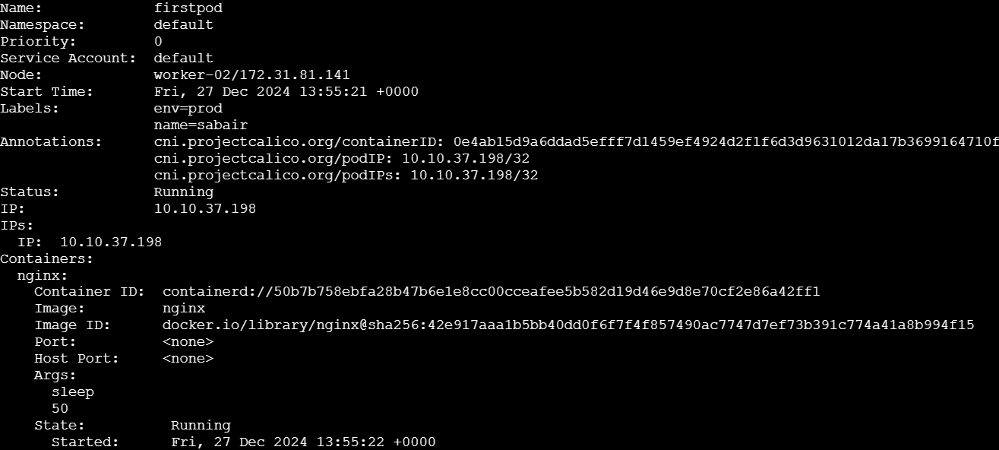 Name:             firstpod
Namespace:        default
Priority:         0
Service Account:  default
Node:             worker-02/172.31.81.141
Start Time:       Fri, 27 Dec 2024 13:55:21 +0000
Labels:           env=prod
                  name=sabair
Annotations:      cni.projectcalico.org/containerID: 0e4ab15d9a6ddad5efff7d1459ef4924d2f1f6d3d9631012da17b3699164710f
                  cni.projectcalico.org/podIP: 10.10.37.198/32
                  cni.projectcalico.org/podIPs: 10.10.37.198/32
Status:           Running
IP:               10.10.37.198
IPs:
  IP:  10.10.37.198
Containers:
  nginx:
    Container ID:  containerd://50b7b758ebfa28b47b6e1e8cc00cceafee5b582d19d46e9d8e70cf2e86a42ff1
    Image:         nginx
    Image ID:      docker.io/library/nginx@sha256:42e917aaa1b5bb40dd0f6f7f4f857490ac7747d7ef73b391c774a41a8b994f15
    Port:          <none>
    Host Port:     <none>
    Args:
      sleep
      50
    State:          Running
      Started:      Fri, 27 Dec 2024 13:55:22 +0000